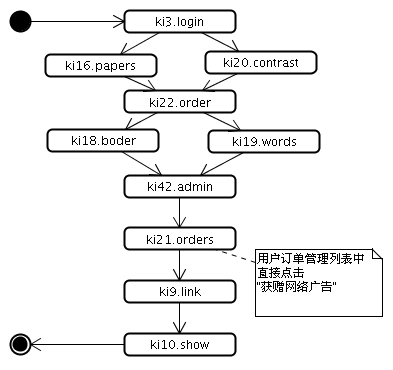 ki3.login
ki16.papers
ki20.contrast
ki22.order
ki18.boder
ki19.words
ki42.admin
ki21.orders
用户订单管理列表中
直接点击
"获赠网络广告"
ki9.link
ki10.show